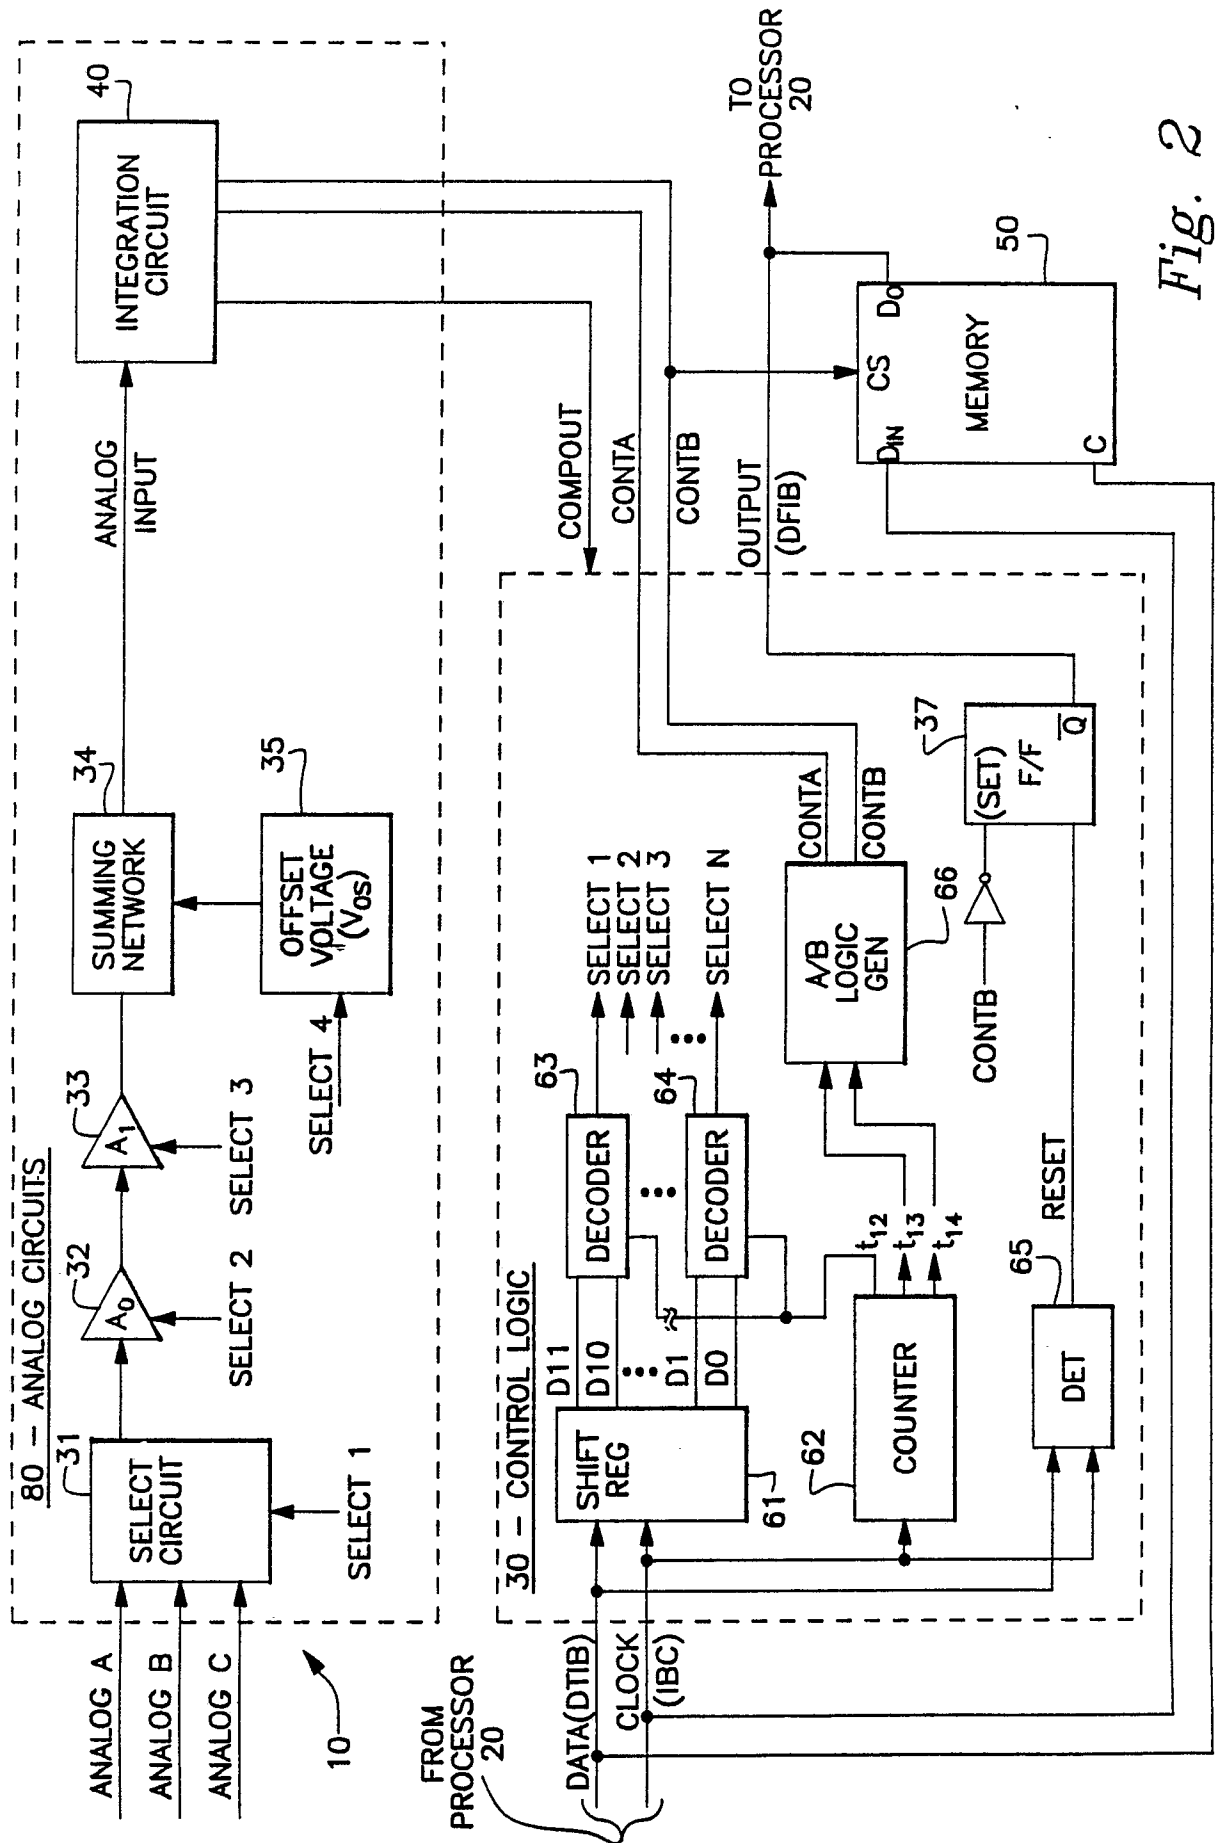 80 – ANALOG CIRCUITS
ANALOG A
ANALOG B
ANALOG C
10
31
SELECT
CIRCUIT
SELECT 1
32
A0
SELECT 2
33
A1
SELECT 3
34
SUMMING
NETWORK
35
OFFSET
VOLTAGE
(VOS)
SELECT 4
ANALOG
INPUT
40
INTEGRATION
CIRCUIT
FROM
PROCESSOR
20
DATA(DTIB)
CLOCK
(IBC)
30 – CONTROL LOGIC
SHIFT
REG
61
D11
D10
•••
D1
D0
63
DECODER
•••
64
DECODER
SELECT 1
SELECT 2
SELECT 3
•••
SELECT N
62
COUNTER
t12
t13
t14
A/B
LOGIC
GEN
66
CONTA
CONTB
65
DET
RESET
CONTB
37
(SET)
F/F
Q̅
COMPOUT
CONTA
CONTB
OUTPUT
(DFIB)
TO
PROCESSOR
20
50
DIN
CS
DO
MEMORY
C
Fig. 2